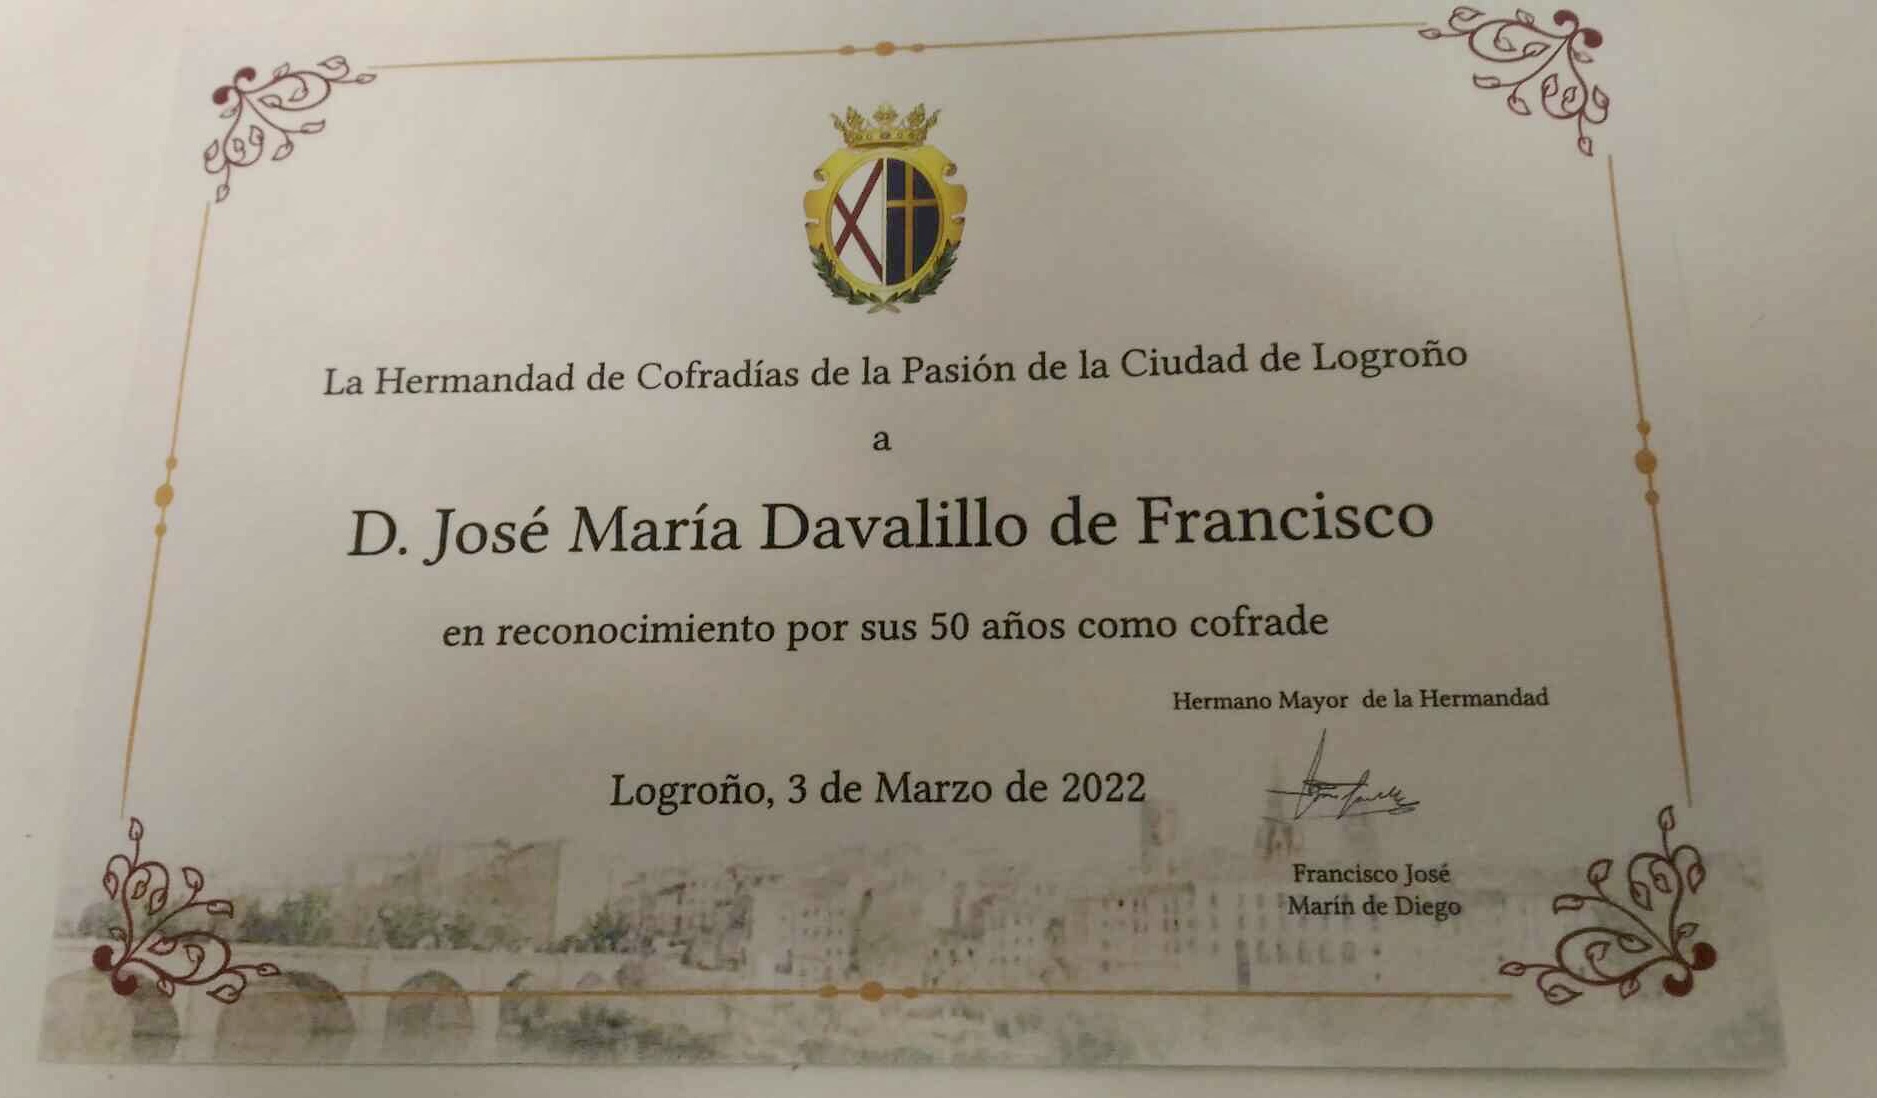 La Hermandad de Cofradías de la Pasión de la Ciudad de Logroño
a
D. José María Davalillo de Francisco
en reconocimiento por sus 50 años como cofrade
Hermano Mayor de la Hermandad
Logroño, 3 de Marzo de 2022
Francisco José
Marín de Diego